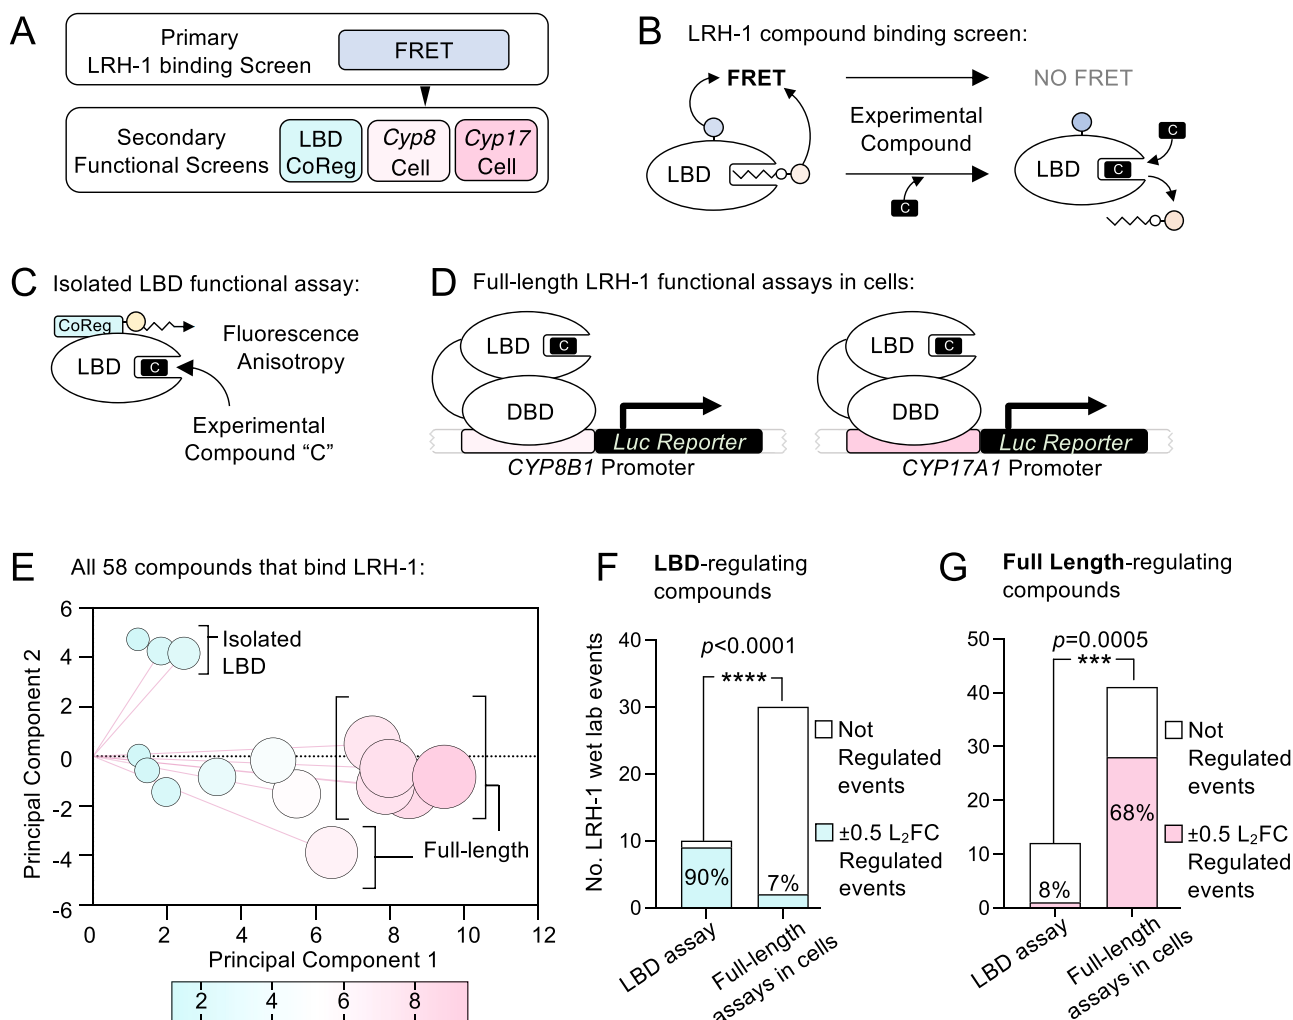 A
Primary
LRH-1 binding Screen
FRET
Secondary
Functional Screens
LBD
CoReg
Cyp8
Cell
Cyp17
Cell
B
LRH-1 compound binding screen:
FRET
NO FRET
Experimental
Compound
LBD
C
LBD
C
C
C
Isolated LBD functional assay:
CoReg
LBD
C
Fluorescence
Anisotropy
Experimental
Compound “C”
D
Full-length LRH-1 functional assays in cells:
LBD
C
DBD
Luc Reporter
CYP8B1 Promoter
LBD
C
DBD
Luc Reporter
CYP17A1 Promoter
E
All 58 compounds that bind LRH-1:
Principal Component 2
6
4
2
0
-2
-4
-6
Isolated
LBD
Full-length
0
2
4
6
8
10
12
Principal Component 1
2
4
6
8
F
LBD-regulating
compounds
No. LRH-1 wet lab events
40
30
20
10
0
p<0.0001
****
90%
7%
Not
Regulated
events
±0.5 L₂FC
Regulated
events
LBD assay
Full-length
assays in cells
G
Full Length-regulating
compounds
50
40
30
20
10
0
p=0.0005
***
8%
68%
Not
Regulated
events
±0.5 L₂FC
Regulated
events
LBD assay
Full-length
assays in cells